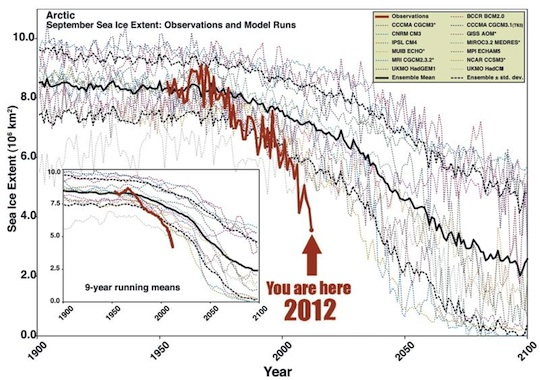 Arctic
September Sea Ice Extent: Observations and Model Runs
Observations
CCCMA CGCM3*
CNRM CM3
IPSL CM4
MIUB ECHO*
MRI CGCM2.3.2*
UKMO HadGEM1
Ensemble Mean
BCCR BCM2.0
CCCMA CGCM3.1(T63)
GISS AOM*
MIROC3.2 MEDRES*
MPI ECHAM5
NCAR CCSM3*
UKMO HadCM
Ensemble ± std. dev.
Sea Ice Extent (10⁶ km²)
10.0
8.0
6.0
4.0
2.0
0.0
10.0
7.5
5.0
2.5
0.0
9-year running means
1900
1950
2000
2050
2100
You are here
2012
1900
1950
2000
2050
2100
Year